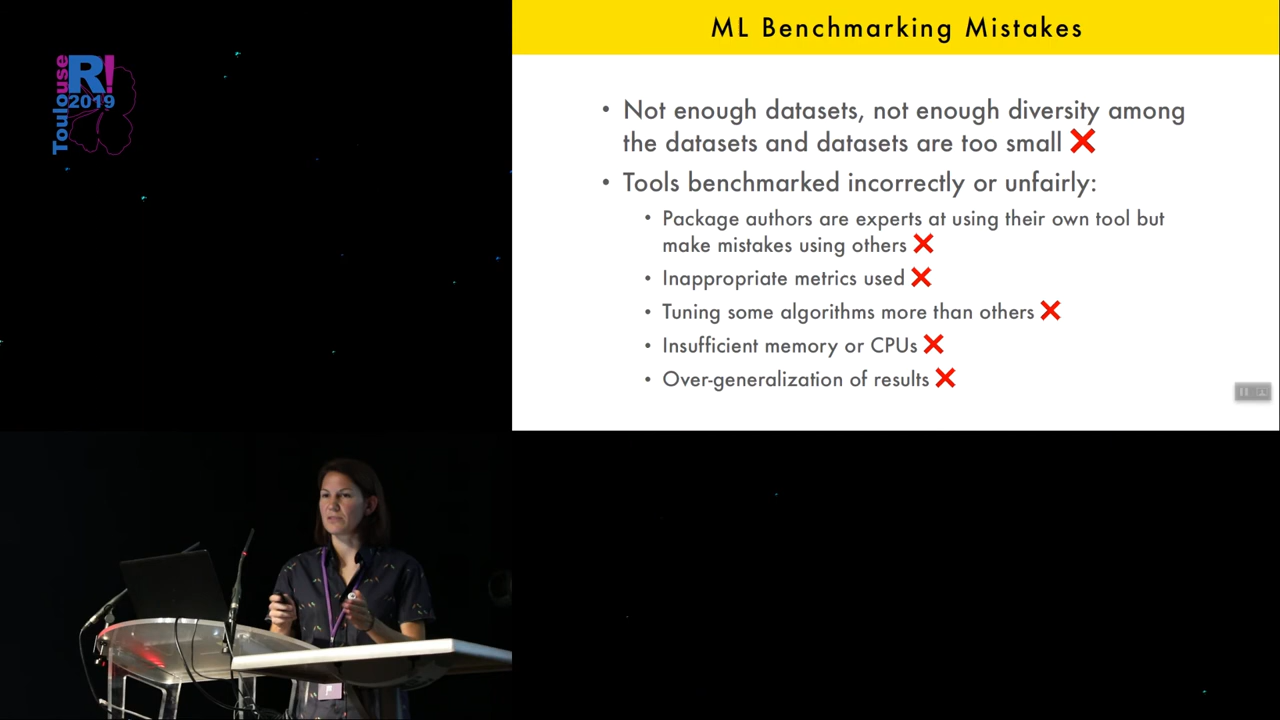 Toulouse
R!
2019
ML Benchmarking Mistakes
• Not enough datasets, not enough diversity among
the datasets and datasets are too small ❌
• Tools benchmarked incorrectly or unfairly:
• Package authors are experts at using their own tool but
make mistakes using others ❌
• Inappropriate metrics used ❌
• Tuning some algorithms more than others ❌
• Insufficient memory or CPUs ❌
• Over-generalization of results ❌